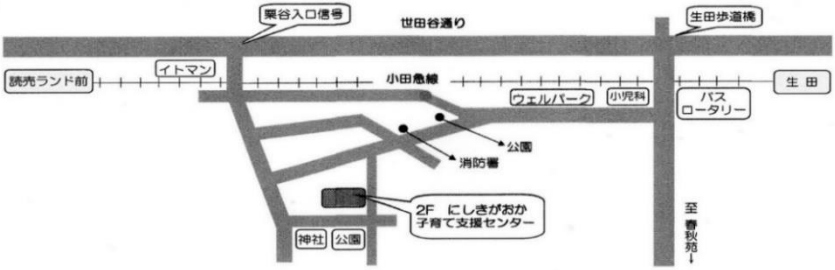 栗谷入口信号
世田谷通り
生田歩道橋
イトマン
読売ランド前
小田急線
生 田
ウェルパーク
小児科
バス
ロータリー
公園
消防署
2F にしきがおか
子育て支援センター
至 春秋苑→
神社
公園